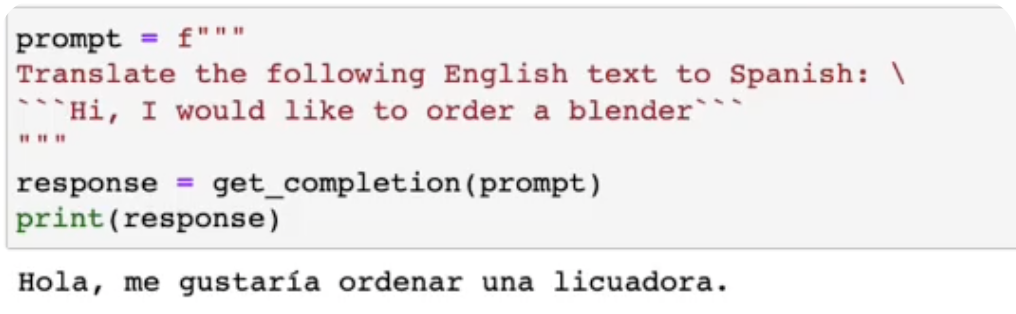 prompt = f"""
Translate the following English text to Spanish: \
```Hi, I would like to order a blender```
"""
response = get_completion(prompt)
print(response)
Hola, me gustaría ordenar una licuadora.